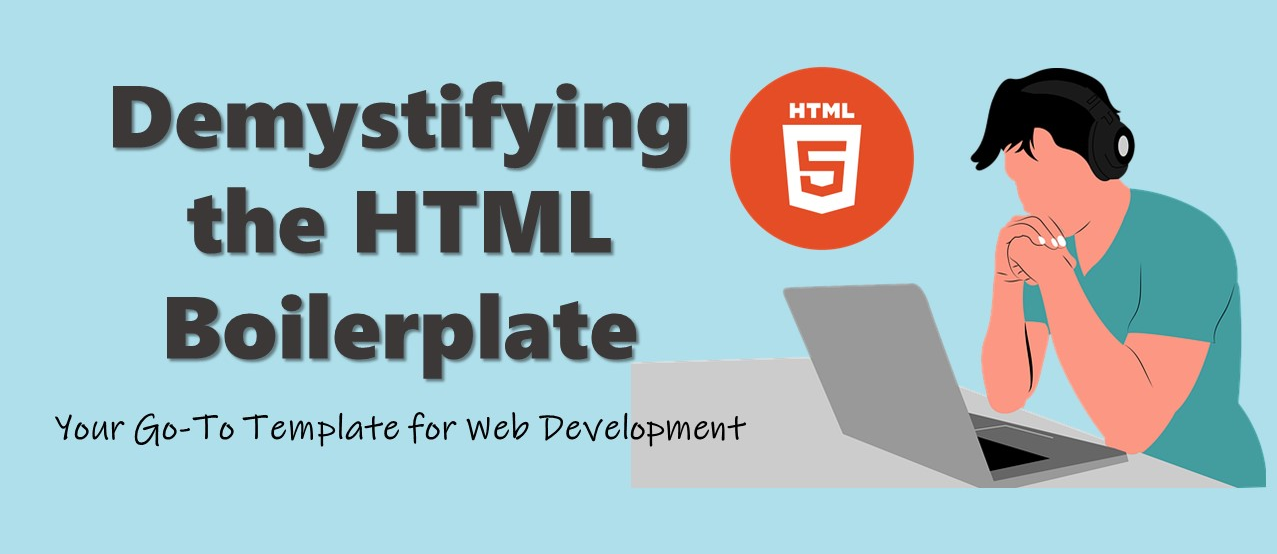 Demystifying
the HTML
Boilerplate
Your Go-To Template for Web Development
HTML
5